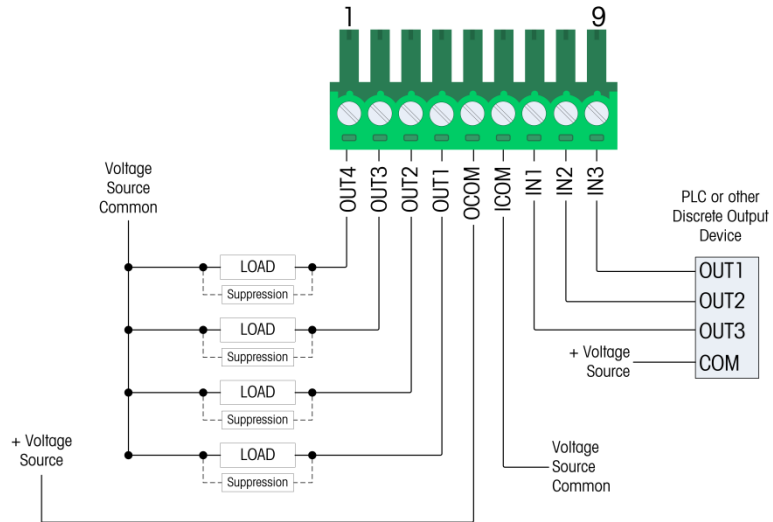 1
9
OUT4
OUT3
OUT2
OUT1
OCOM
ICOM
IN1
IN2
IN3
Voltage
Source
Common
PLC or other
Discrete Output
Device
LOAD
Suppression
LOAD
Suppression
LOAD
Suppression
LOAD
Suppression
OUT1
OUT2
OUT3
COM
+ Voltage
Source
+ Voltage
Source
Voltage
Source
Common